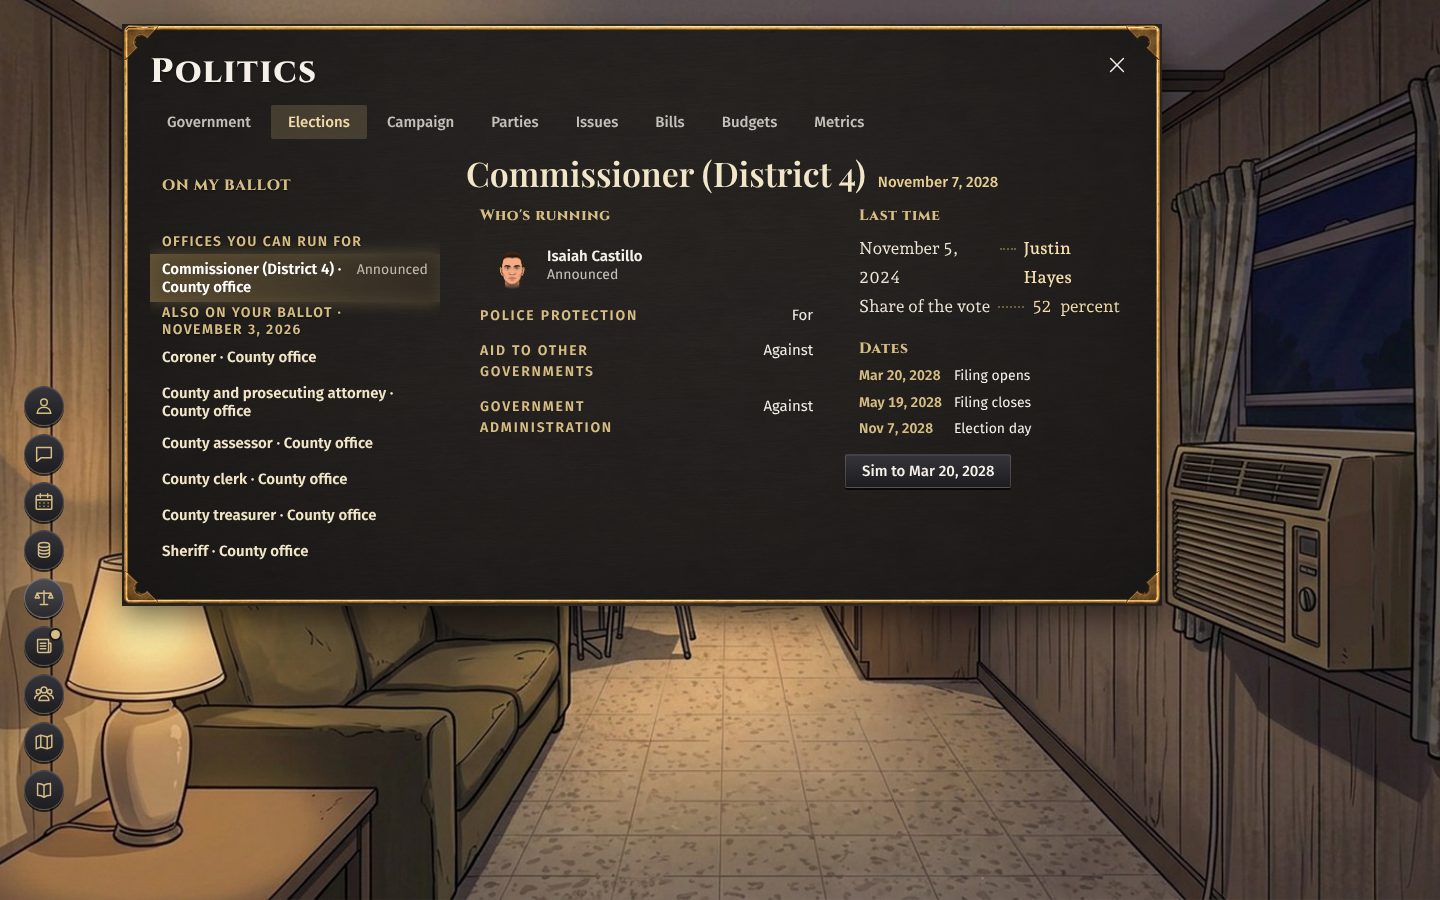 Politics
Government Elections Campaign Parties Issues Bills Budgets Metrics
On my ballot
OFFICES YOU CAN RUN FOR
Commissioner (District 4) · Announced
County office
ALSO ON YOUR BALLOT ·
NOVEMBER 3, 2026
Coroner · County office
County and prosecuting attorney ·
County office
County assessor · County office
County clerk · County office
County treasurer · County office
Sheriff · County office
Commissioner (District 4) November 7, 2028
Who's running
Isaiah Castillo
Announced
POLICE PROTECTION For
AID TO OTHER Against
GOVERNMENTS
GOVERNMENT Against
ADMINISTRATION
Last time
November 5, ····· Justin
2024 Hayes
Share of the vote ······· 52 percent
Dates
Mar 20, 2028 Filing opens
May 19, 2028 Filing closes
Nov 7, 2028 Election day
Sim to Mar 20, 2028